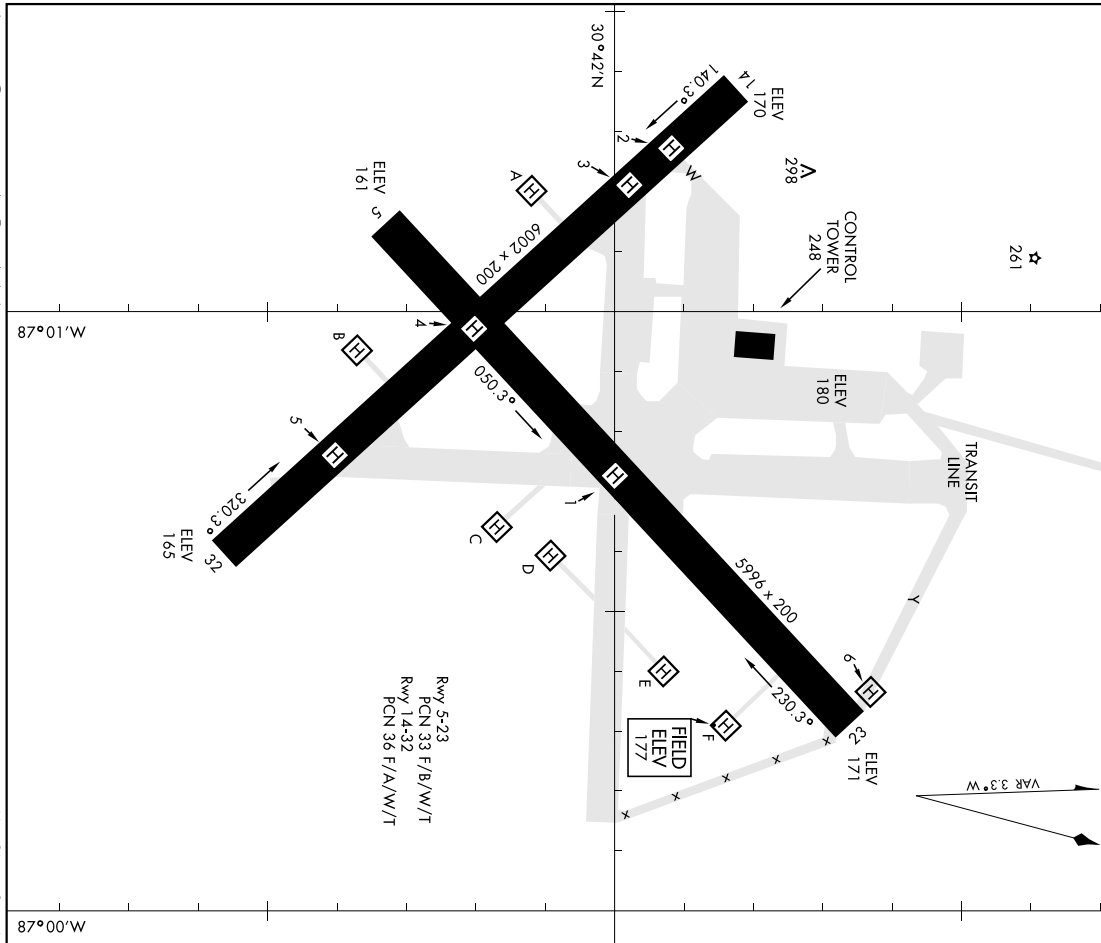 30°42'N
14
ELEV
170
140.3°
2
3
W
298
CONTROL
TOWER
248
261
A
H
H
H
6002 x 200
ELEV
161
5
87°01'W
4
H
B
H
050.3°
ELEV
180
TRANSIT
LINE
5
H
320.3°
32
ELEV
165
1
H
H
C
H
D
5996 x 200
Y
6
H
H
E
230.3°
H
F
23
ELEV
171
FIELD
ELEV
177
VAR 3.3° W
Rwy 5-23
PCN 33 F/B/W/T
Rwy 14-32
PCN 36 F/A/W/T
x
x
x
x
x
87°00'W